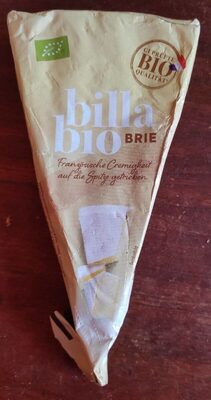 GEPRÜFTE
BIO
QUALITÄT
billa
bio BRIE
Französische Cremigkeit
auf die Spitze getrieben